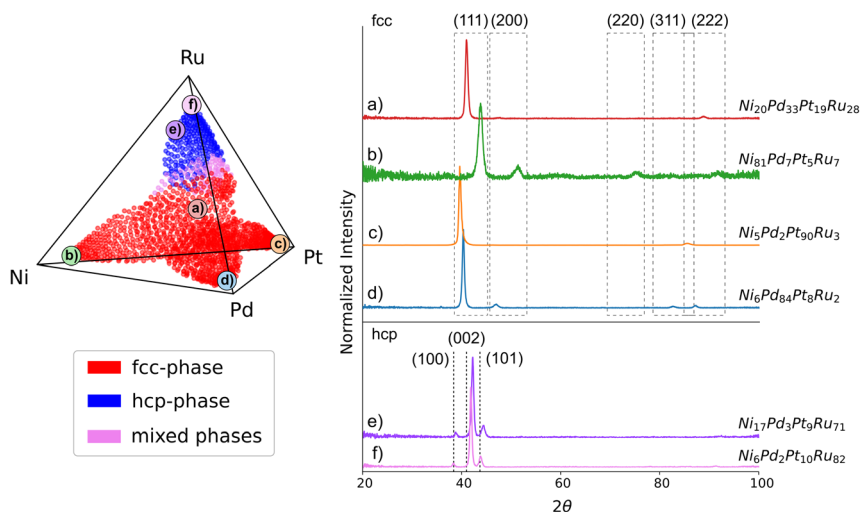 Ru
f)
e)
a)
b)
c)
d)
Ni
Pd
Pt
fcc-phase
hcp-phase
mixed phases
Normalized Intensity
fcc
(111) (200) (220) (311) (222)
a) Ni₂₀Pd₃₃Pt₁₉Ru₂₈
b) Ni₈₁Pd₇Pt₅Ru₇
c) Ni₅Pd₂Pt₉₀Ru₃
d) Ni₆Pd₈₄Pt₈Ru₂
hcp
(002)
(100) (101)
e) Ni₁₇Pd₃Pt₉Ru₇₁
f) Ni₆Pd₂Pt₁₀Ru₈₂
20 40 60 80 100
2θ